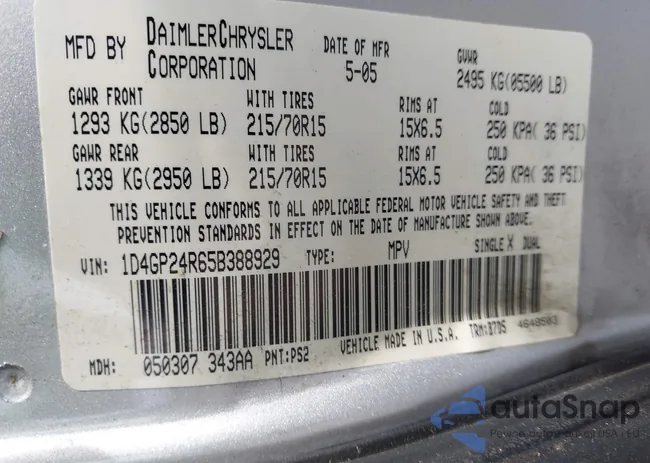 MFD BY DAIMLERCHRYSLER CORPORATION DATE OF MFR 5-05 GVWR 2495 KG(05500 LB)
GAWR FRONT WITH TIRES RIMS AT COLD
1293 KG(2850 LB) 215/70R15 15X6.5 250 KPA( 36 PSI)
GAWR REAR WITH TIRES RIMS AT COLD
1339 KG(2950 LB) 215/70R15 15X6.5 250 KPA( 36 PSI)
THIS VEHICLE CONFORMS TO ALL APPLICABLE FEDERAL MOTOR VEHICLE SAFETY AND THEFT
PREVENTION STANDARDS IN EFFECT ON THE DATE OF MANUFACTURE SHOWN ABOVE.
VIN: 1D4GP24R65B388929 TYPE: MPV SINGLE X DUAL
MDH: 050307 343AA PNT:PS2 VEHICLE MADE IN U.S.A. TRM:B7D5 4648503
autoSnap